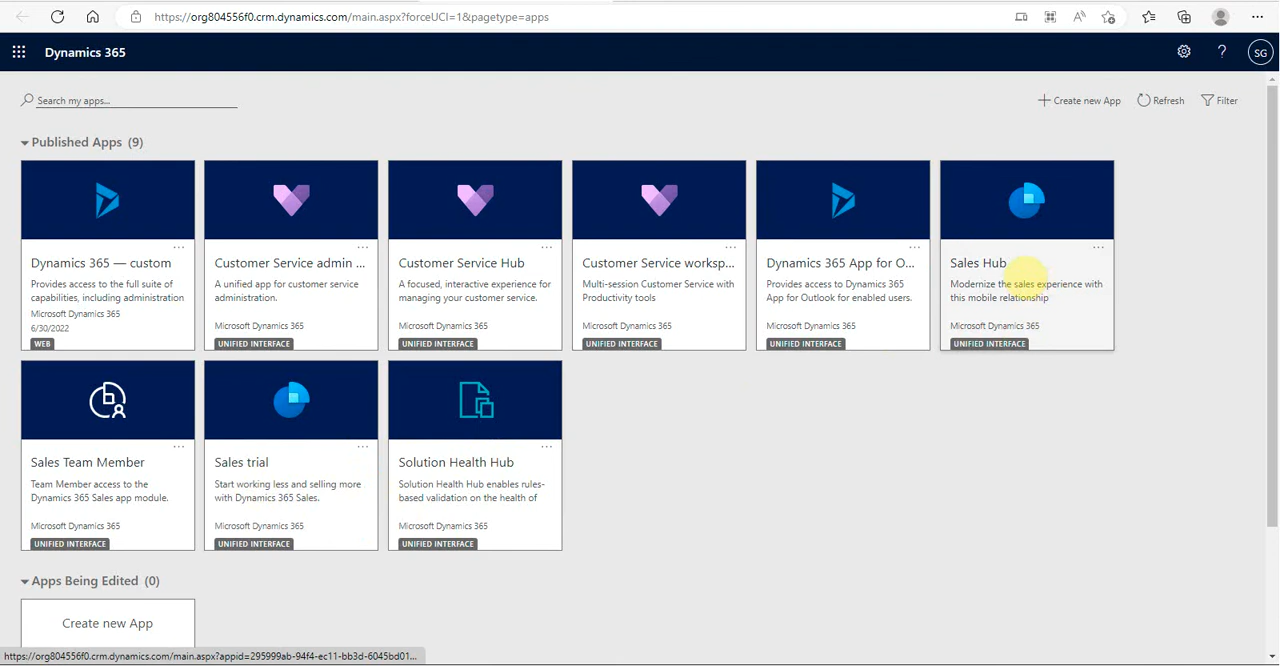 https://org804556f0.crm.dynamics.com/main.aspx?forceUCI=1&pagetype=apps
Dynamics 365
? SG
Search my apps...
Create new App Refresh Filter
Published Apps (9)
Dynamics 365 — custom
Provides access to the full suite of
capabilities, including administration
Microsoft Dynamics 365
6/30/2022
WEB
Customer Service admin ...
A unified app for customer service
administration.
Microsoft Dynamics 365
UNIFIED INTERFACE
Customer Service Hub
A focused, interactive experience for
managing your customer service.
Microsoft Dynamics 365
UNIFIED INTERFACE
Customer Service worksp...
Multi-session Customer Service with
Productivity tools
Microsoft Dynamics 365
UNIFIED INTERFACE
Dynamics 365 App for O...
Provides access to Dynamics 365
App for Outlook for enabled users.
Microsoft Dynamics 365
UNIFIED INTERFACE
Sales Hub
Modernize the sales experience with
this mobile relationship
Microsoft Dynamics 365
UNIFIED INTERFACE
Sales Team Member
Team Member access to the
Dynamics 365 Sales app module.
Microsoft Dynamics 365
UNIFIED INTERFACE
Sales trial
Start working less and selling more
with Dynamics 365 Sales.
Microsoft Dynamics 365
UNIFIED INTERFACE
Solution Health Hub
Solution Health Hub enables rules-
based validation on the health of
Microsoft Dynamics 365
UNIFIED INTERFACE
Apps Being Edited (0)
Create new App
https://org804556f0.crm.dynamics.com/main.aspx?appid=295999ab-94f4-ec11-bb3d-6045bd01...